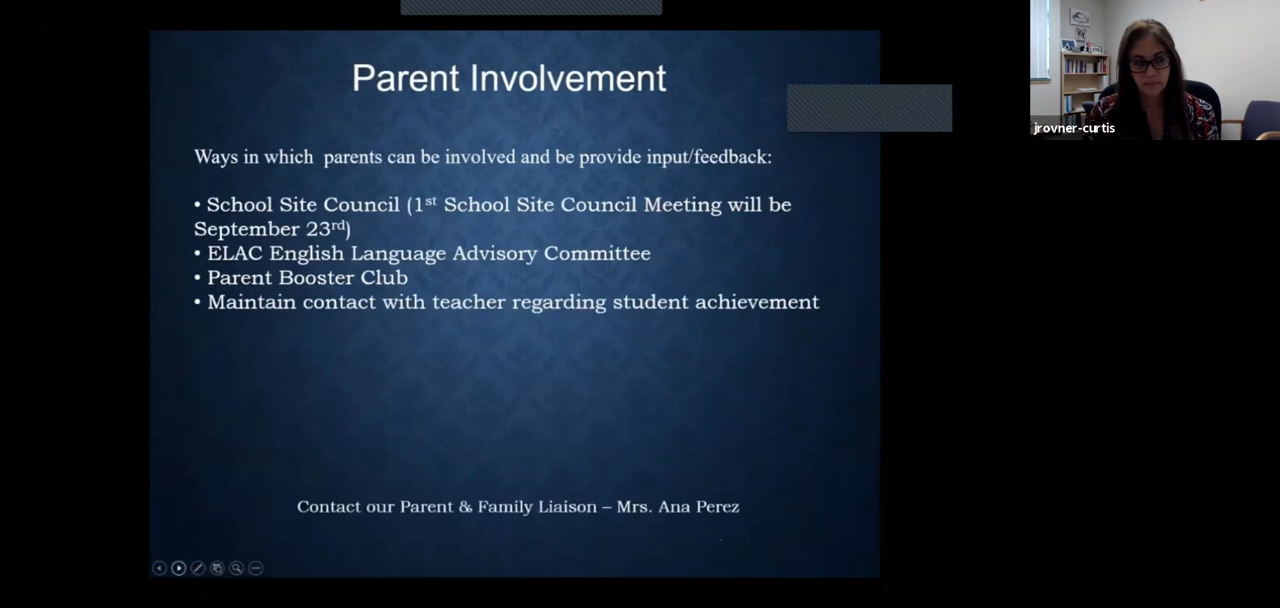 Parent Involvement
jrovner-curtis
Ways in which parents can be involved and be provide input/feedback:
• School Site Council (1st School Site Council Meeting will be
September 23rd)
• ELAC English Language Advisory Committee
• Parent Booster Club
• Maintain contact with teacher regarding student achievement
Contact our Parent & Family Liaison – Mrs. Ana Perez